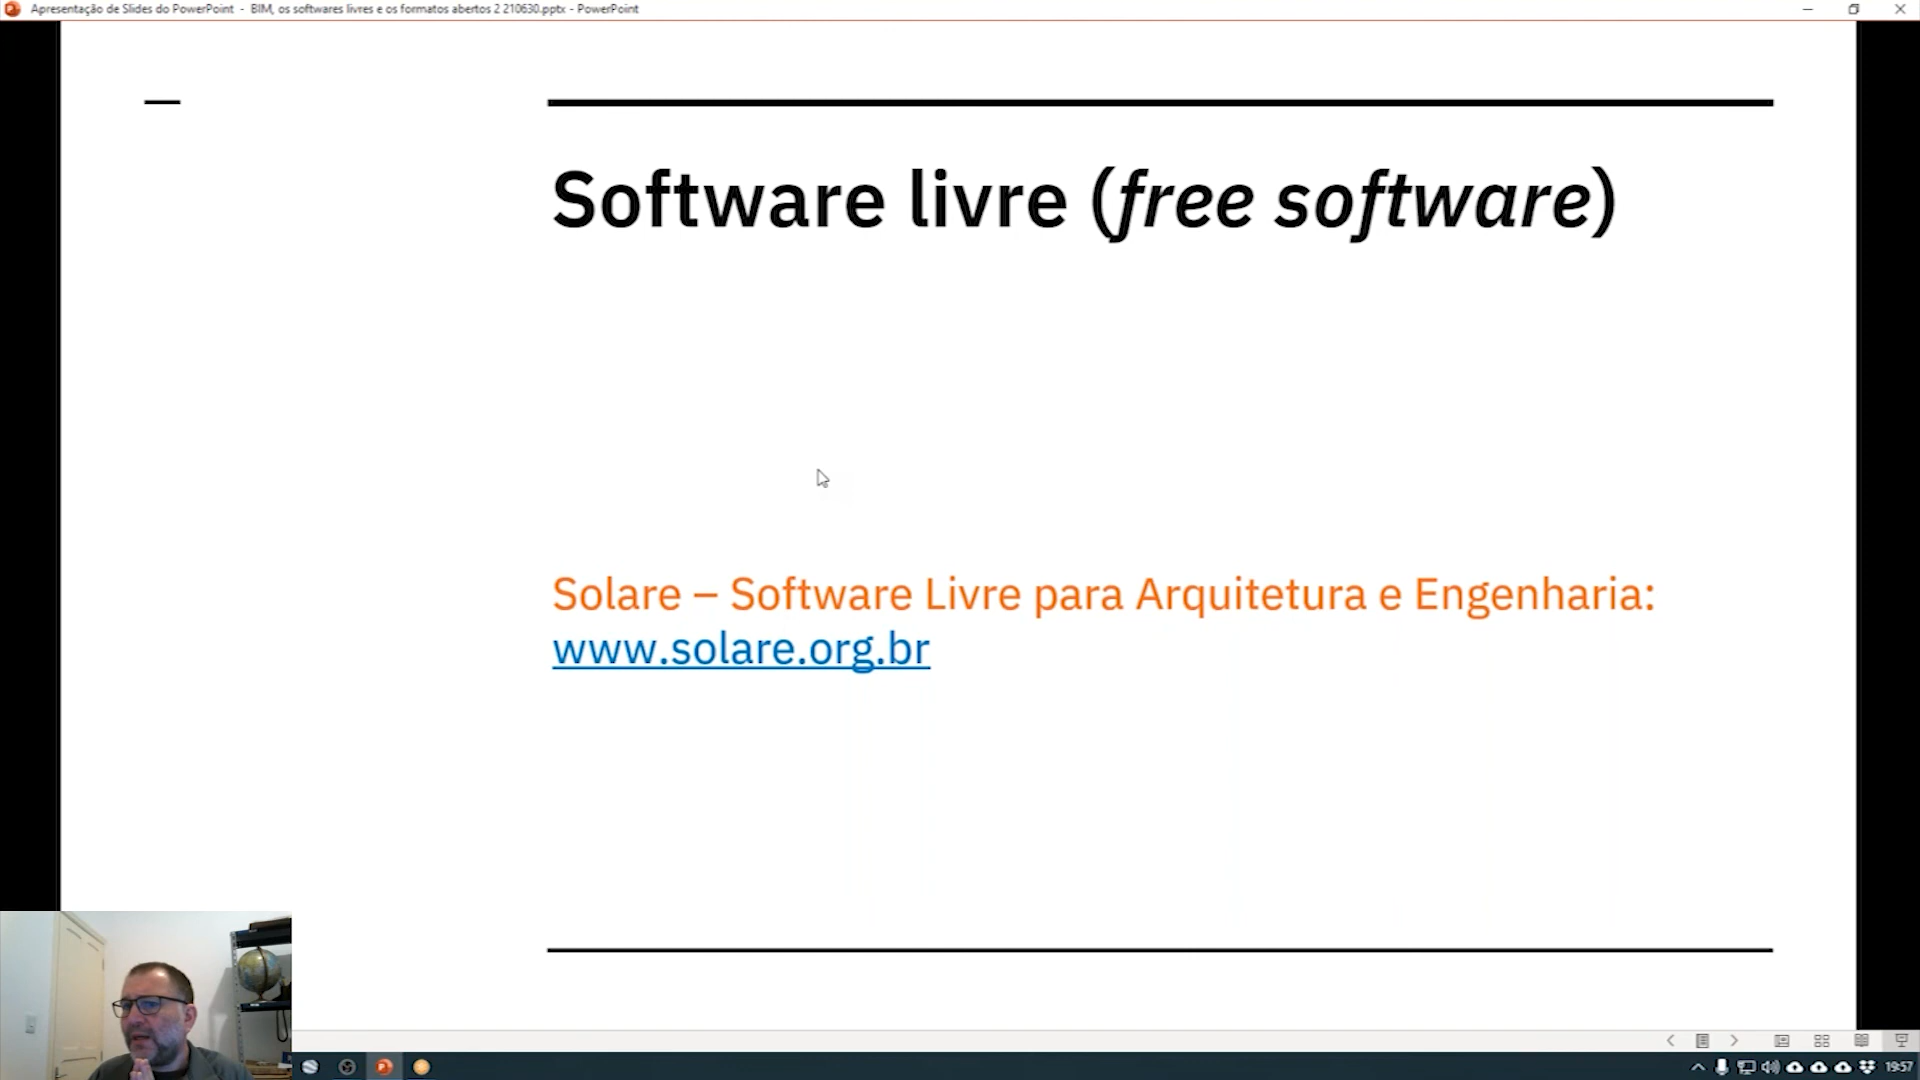 Apresentação de Slides do PowerPoint - BIM, os softwares livres e os formatos abertos 2 210630.pptx - PowerPoint
Software livre (free software)
Solare – Software Livre para Arquitetura e Engenharia:
www.solare.org.br
19:57